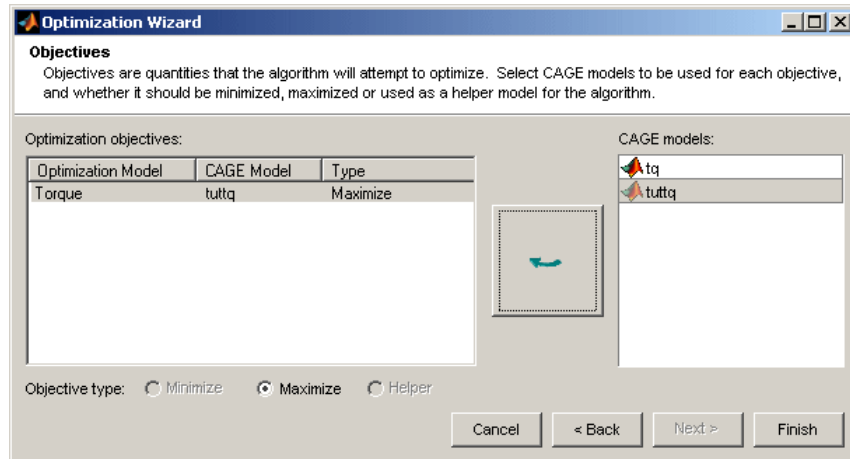 Optimization Wizard
Objectives
Objectives are quantities that the algorithm will attempt to optimize. Select CAGE models to be used for each objective,
and whether it should be minimized, maximized or used as a helper model for the algorithm.
Optimization objectives:
CAGE models:
Optimization Model CAGE Model Type
Torque tuttq Maximize
tq
tuttq
Objective type: Minimize Maximize Helper
Cancel < Back Next > Finish